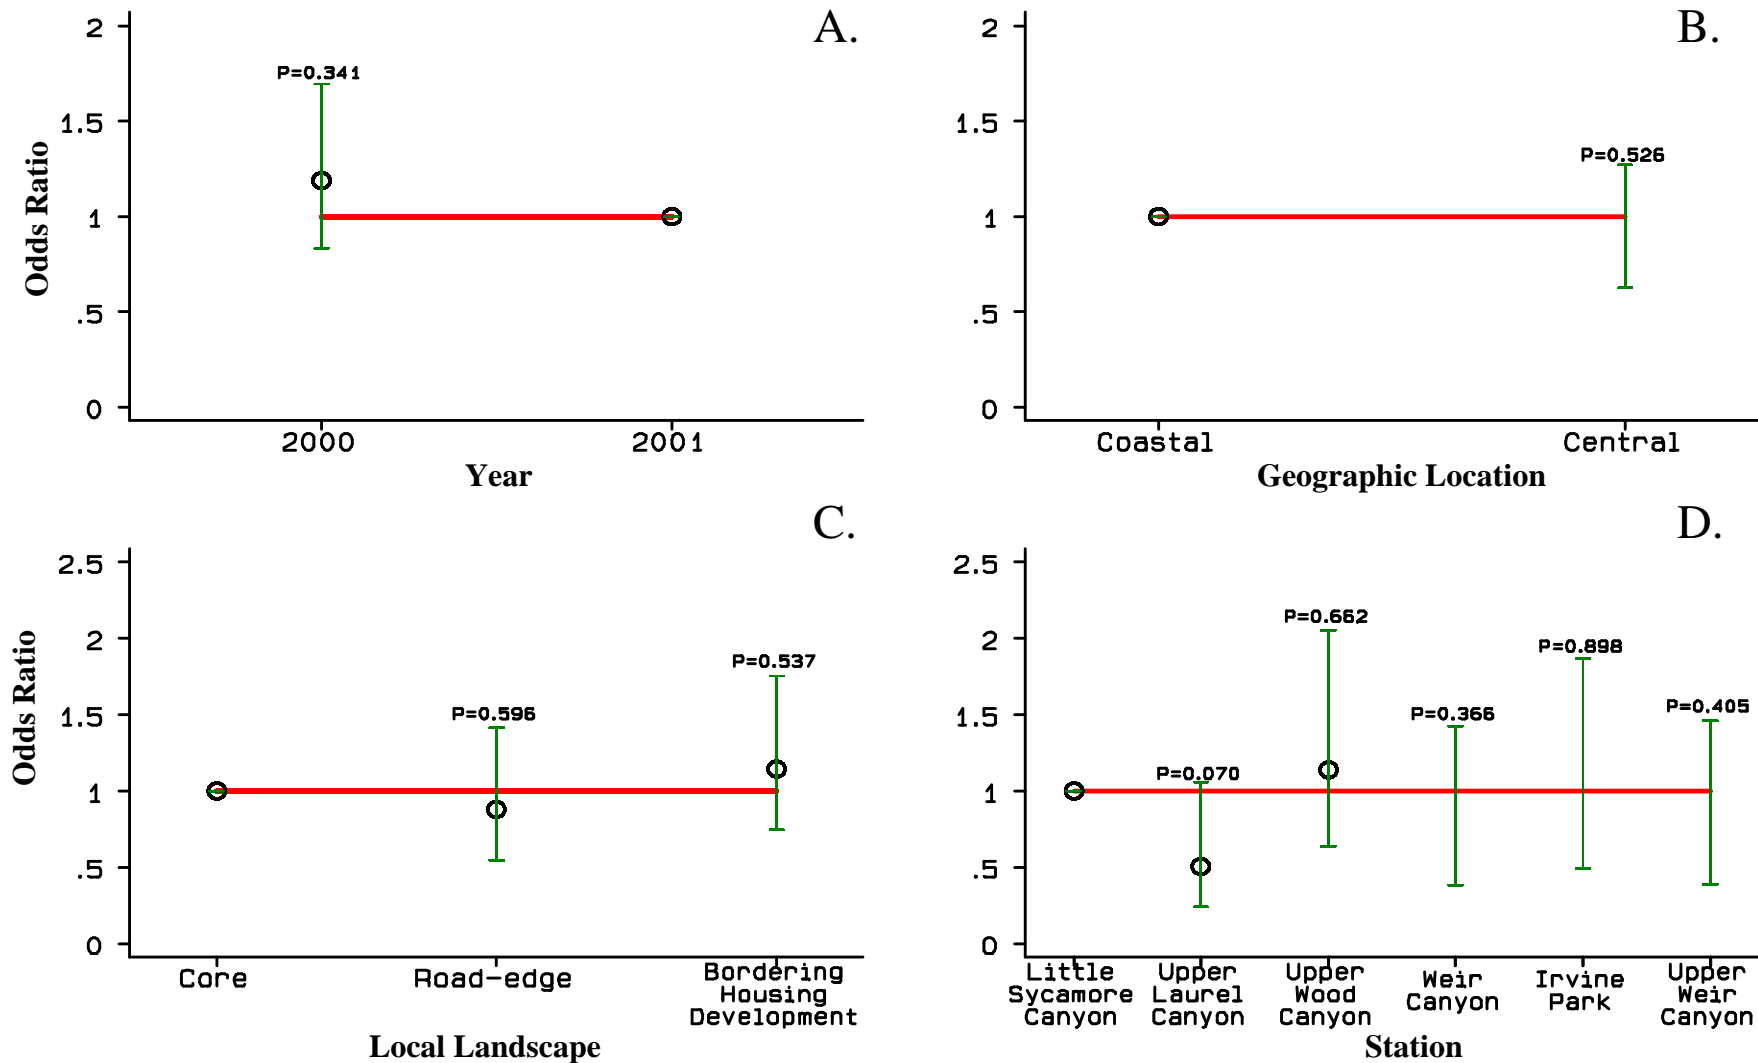 A.
2
1.5
1
.5
0
Odds Ratio
P=0.341
2000
2001
Year
B.
2
1.5
1
.5
0
P=0.526
Coastal
Central
Geographic Location
C.
2.5
2
1.5
1
.5
0
Odds Ratio
P=0.596
P=0.537
Core
Road-edge
Bordering
Housing
Development
Local Landscape
D.
2.5
2
1.5
1
.5
0
P=0.070
P=0.662
P=0.366
P=0.898
P=0.405
Little
Sycamore
Canyon
Upper
Laurel
Canyon
Upper
Wood
Canyon
Weir
Canyon
Irvine
Park
Upper
Weir
Canyon
Station